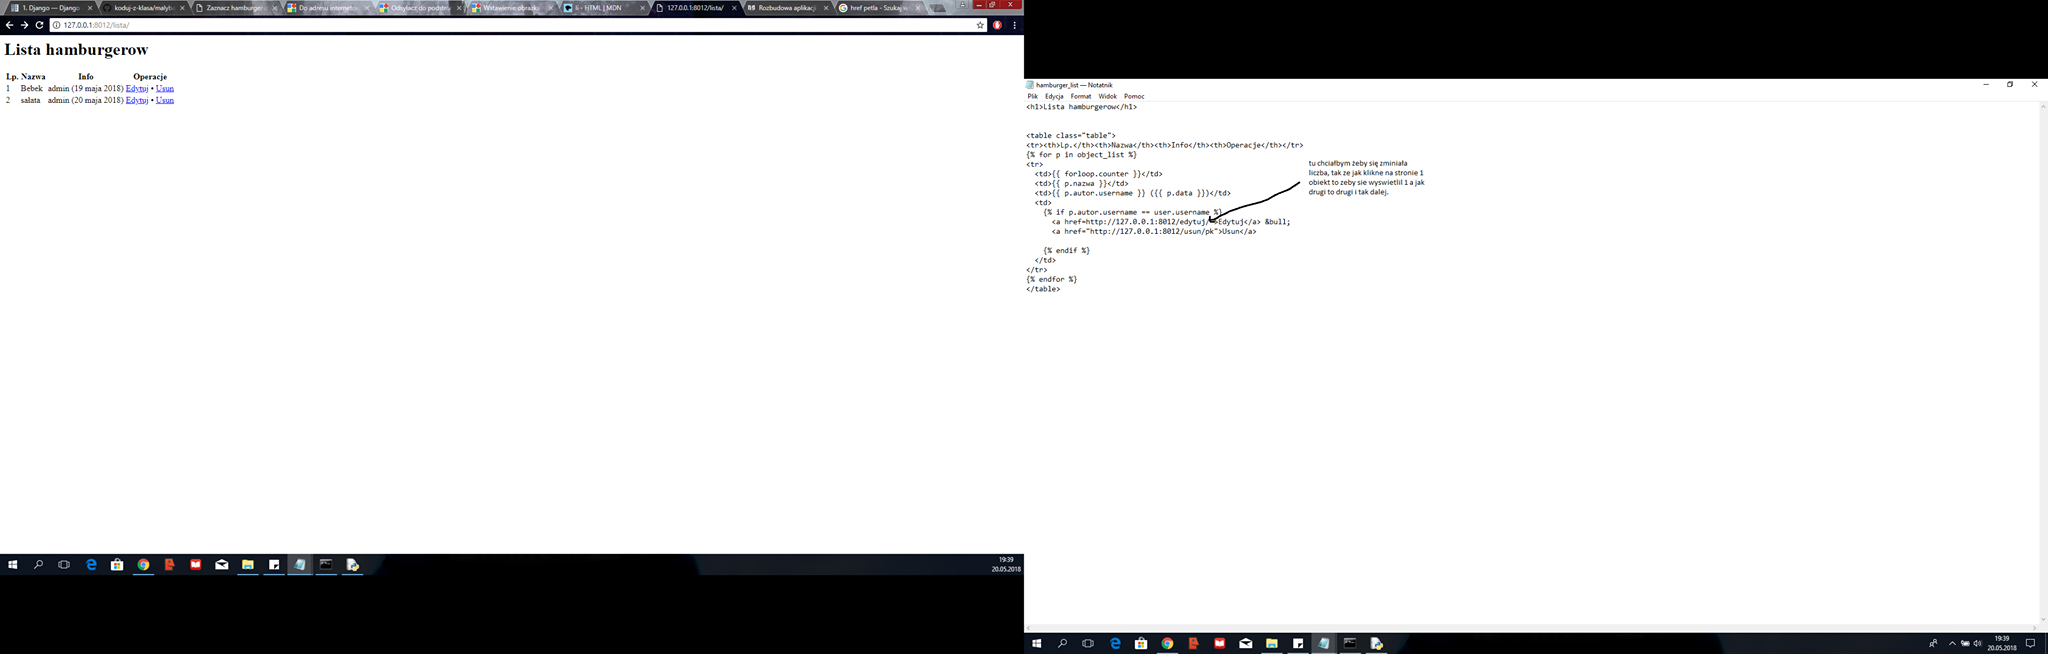 1. Django — Django
koduj-z-klasa/malyb
Zaznacz hamburger
Do adresu interneto
Odsyłacz do podstro
Wstawienie obrazka
li - HTML | MDN
127.0.0.1:8012/lista/
Rozbudowa aplikacji
href petla - Szukaj w
127.0.0.1:8012/lista/
Lista hamburgerow
Lp. Nazwa Info Operacje
1 Bebek admin (19 maja 2018) Edytuj • Usun
2 salata admin (20 maja 2018) Edytuj • Usun
19:39
20.05.2018
hamburger_list — Notatnik
Plik Edycja Format Widok Pomoc
<h1>Lista hamburgerow</h1>
<table class="table">
<tr><th>Lp.</th><th>Nazwa</th><th>Info</th><th>Operacje</th></tr>
{% for p in object_list %}
<tr>
<td>{{ forloop.counter }}</td>
<td>{{ p.nazwa }}</td>
<td>{{ p.autor.username }} ({{ p.data }})</td>
<td>
{% if p.autor.username == user.username %}
<a href=http://127.0.0.1:8012/edytuj/ >Edytuj</a> &bull;
<a href="http://127.0.0.1:8012/usun/pk">Usun</a>
{% endif %}
</td>
</tr>
{% endfor %}
</table>
tu chciałbym żeby się zminiała
liczba, tak ze jak klikne na stronie 1
obiekt to zeby sie wyswietlil 1 a jak
drugi to drugi i tak dalej.
19:39
20.05.2018